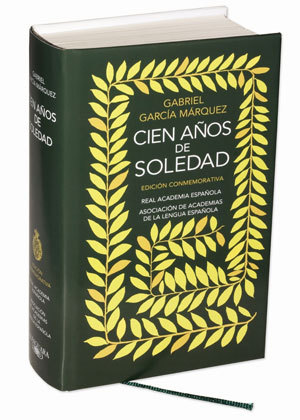 GABRIEL
GARCÍA MÁRQUEZ
CIEN AÑOS
DE
SOLEDAD
EDICIÓN CONMEMORATIVA
REAL ACADEMIA ESPAÑOLA
ASOCIACIÓN DE ACADEMIAS
DE LA LENGUA ESPAÑOLA
GABRIEL
GARCÍA MÁRQUEZ
CIEN AÑOS
DE
SOLEDAD